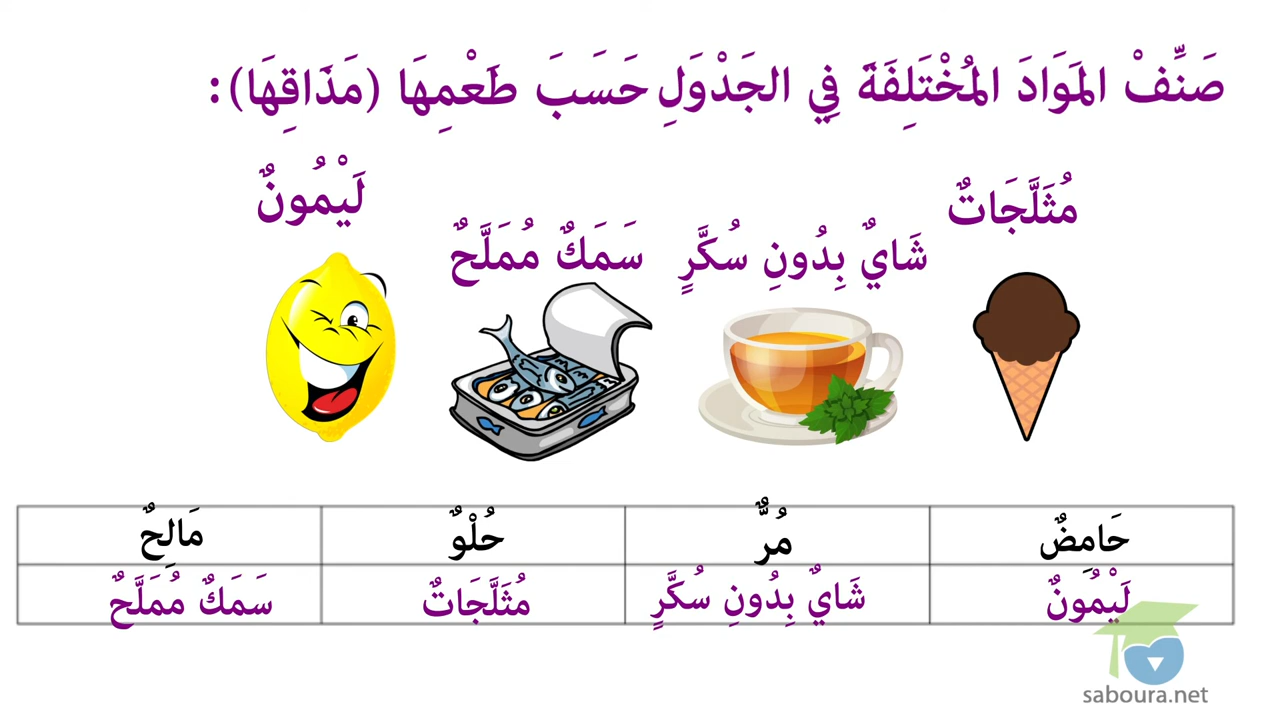 صَنِّفْ المَوَادَ المُخْتَلِفَةَ فِي الجَدْوَلِ حَسَبَ طَعْمِهَا (مَذَاقِهَا):
مُثَلَّجَاتٌ
شَايٌ بِدُونِ سُكَّرٍ
سَمَكٌ مُمَلَّحٌ
لَيْمُونٌ
حَامِضٌ مُرٌّ حُلْوٌ مَالِحٌ
لَيْمُونٌ شَايٌ بِدُونِ سُكَّرٍ مُثَلَّجَاتٌ سَمَكٌ مُمَلَّحٌ
saboura.net